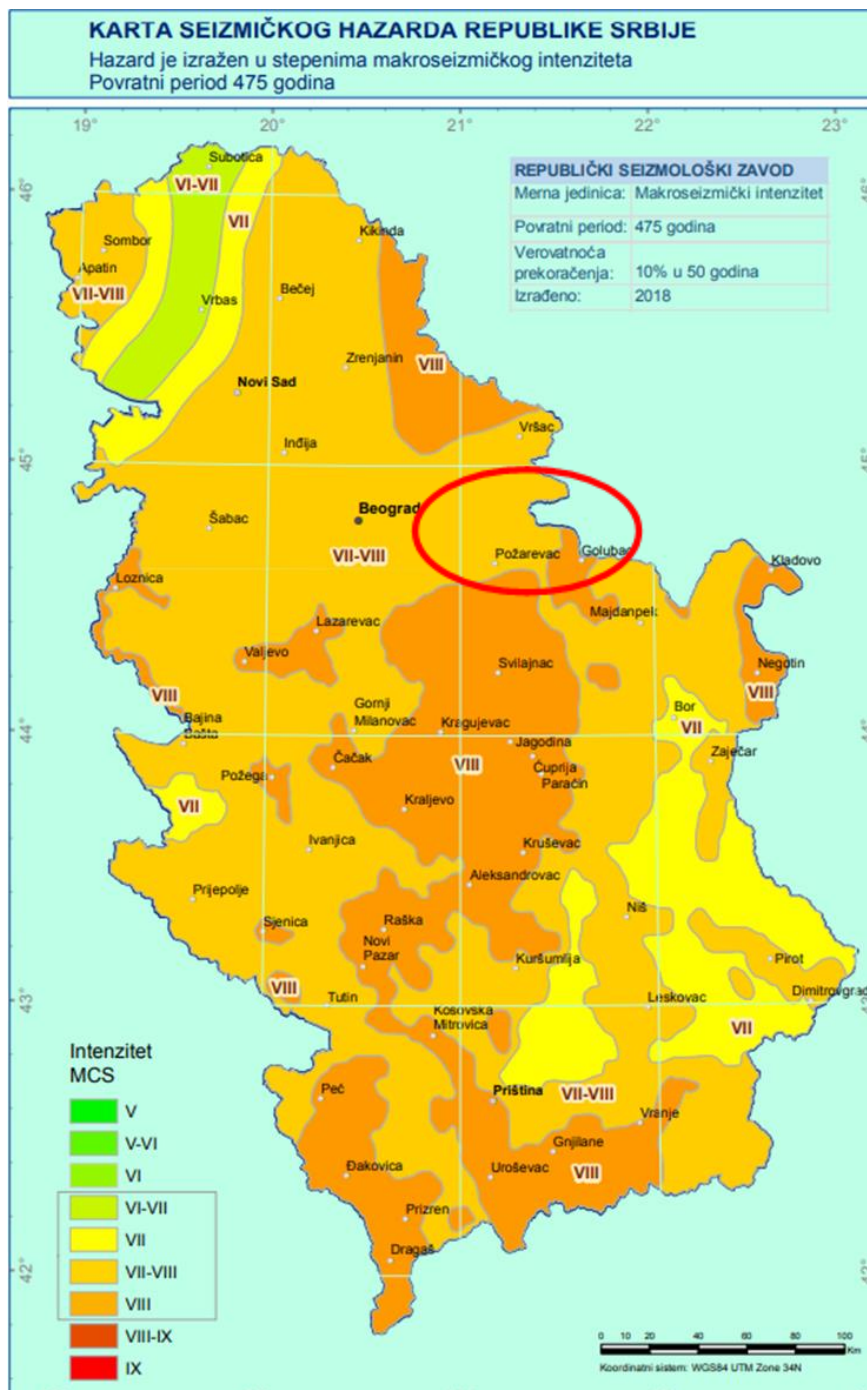 KARTA SEIZMIČKOG HAZARDA REPUBLIKE SRBIJE
Hazard je izražen u stepenima makroseizmičkog intenziteta
Povratni period 475 godina
19°
20°
21°
22°
23°
REPUBLIČKI SEIZMOLOŠKI ZAVOD
Merna jedinica: Makroseizmički intenzitet
Povratni period: 475 godina
Verovatnoća
prekoračenja: 10% u 50 godina
Izrađeno: 2018
46°
46°
Subotica
VI-VII
VII
Kikinda
Sombor
Apatin
VII-VIII
Vrbas
Bečej
Zrenjanin
VIII
Novi Sad
Vršac
Inđija
45°
45°
Beograd
Šabac
VII-VIII
Požarevac
Golubac
Kladovo
Loznica
Majdanpek
Lazarevac
Valjevo
Svilajnac
Negotin
VIII
VIII
Gornji
Milanovac
Bor
VII
Bajina
Bašta
Kragujevac
44°
44°
Jagodina
Zaječar
Čačak
VIII
Ćuprija
Paraćin
Požega
VII
Kraljevo
Ivanjica
Kruševac
Aleksandrovac
Prijepolje
Niš
Sjenica
Raška
Novi
Pazar
Kuršumlija
Pirot
VIII
Tutin
Leskovac
Dimitrovgrad
43°
43°
Kosovska
Mitrovica
VII
Intenzitet
MCS
Peć
Priština
VII-VIII
Vranje
Gnjilane
Đakovica
Uroševac
VIII
Prizren
Dragaš
42°
42°
V
V-VI
VI
VI-VII
VII
VII-VIII
VIII
VIII-IX
IX
0 20 40 60 80 100
Km
Koordinatni sistem: WGS84 UTM Zone 34N